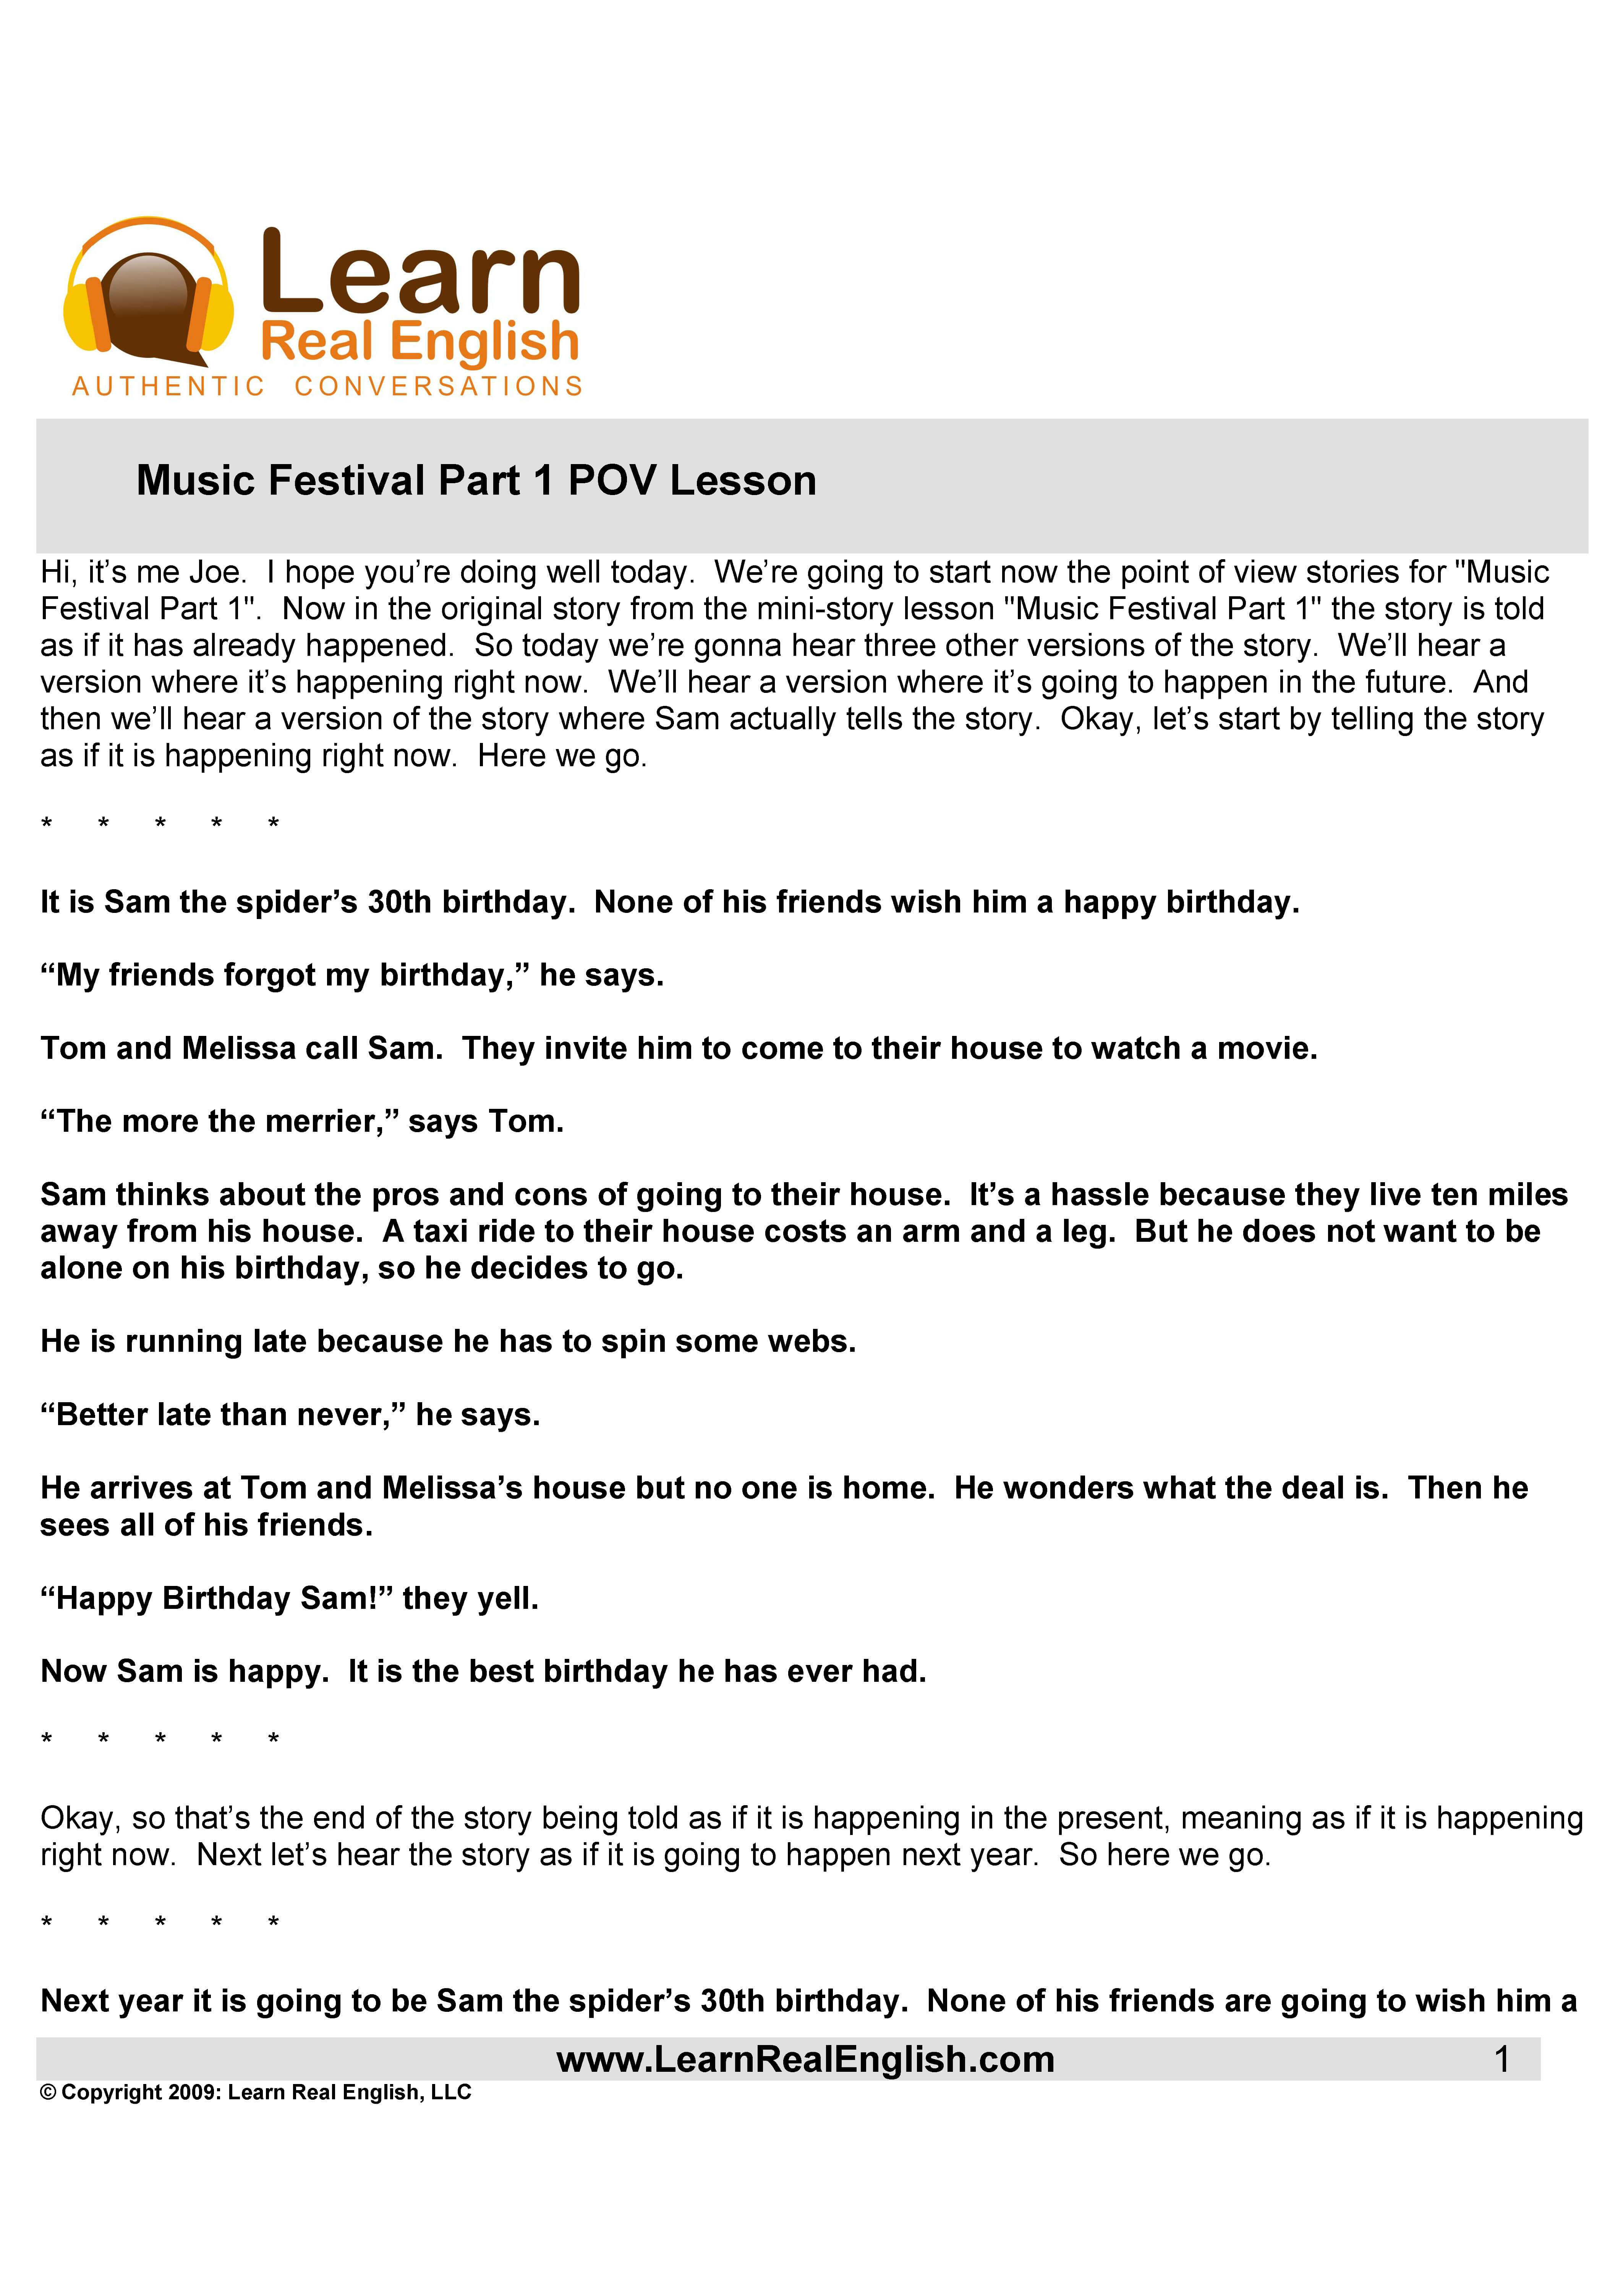 Learn
Real English
AUTHENTIC CONVERSATIONS
Music Festival Part 1 POV Lesson
Hi, it’s me Joe.  I hope you’re doing well today.  We’re going to start now the point of view stories for "Music
Festival Part 1".  Now in the original story from the mini-story lesson "Music Festival Part 1" the story is told
as if it has already happened.  So today we’re gonna hear three other versions of the story.  We’ll hear a
version where it’s happening right now.  We’ll hear a version where it’s going to happen in the future.  And
then we’ll hear a version of the story where Sam actually tells the story.  Okay, let’s start by telling the story
as if it is happening right now.  Here we go.
* * * * *
It is Sam the spider’s 30th birthday.  None of his friends wish him a happy birthday.
“My friends forgot my birthday,” he says.
Tom and Melissa call Sam.  They invite him to come to their house to watch a movie.
“The more the merrier,” says Tom.
Sam thinks about the pros and cons of going to their house.  It’s a hassle because they live ten miles
away from his house.  A taxi ride to their house costs an arm and a leg.  But he does not want to be
alone on his birthday, so he decides to go.
He is running late because he has to spin some webs.
“Better late than never,” he says.
He arrives at Tom and Melissa’s house but no one is home.  He wonders what the deal is.  Then he
sees all of his friends.
“Happy Birthday Sam!” they yell.
Now Sam is happy.  It is the best birthday he has ever had.
* * * * *
Okay, so that’s the end of the story being told as if it is happening in the present, meaning as if it is happening
right now.  Next let’s hear the story as if it is going to happen next year.  So here we go.
* * * * *
Next year it is going to be Sam the spider’s 30th birthday.  None of his friends are going to wish him a
www.LearnRealEnglish.com 1
© Copyright 2009: Learn Real English, LLC